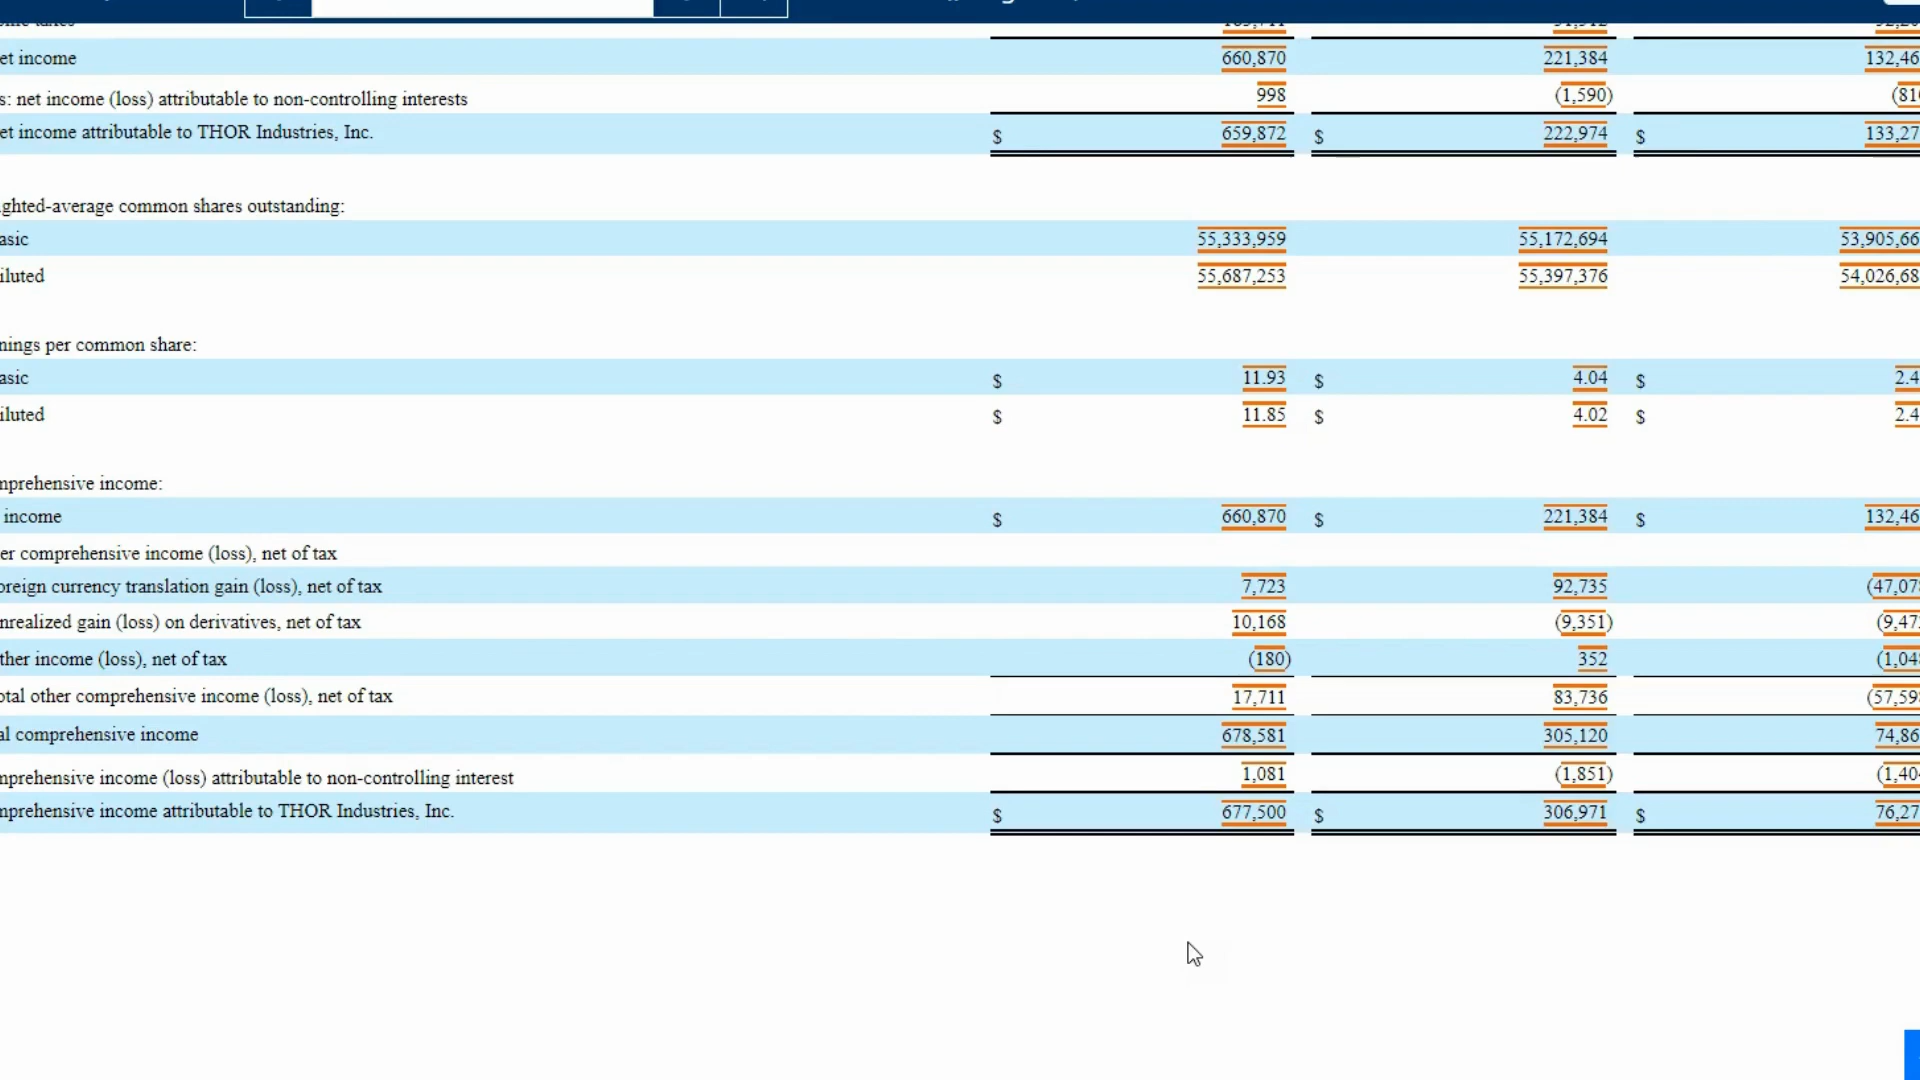 et income 660,870 221,384 132,46
s: net income (loss) attributable to non-controlling interests 998 (1,590) (81
et income attributable to THOR Industries, Inc. $ 659,872 $ 222,974 $ 133,27
ghted-average common shares outstanding:
asic 55,333,959 55,172,694 53,905,66
iluted 55,687,253 55,397,376 54,026,68
nings per common share:
asic $ 11.93 $ 4.04 $ 2.4
iluted $ 11.85 $ 4.02 $ 2.4
mprehensive income:
income $ 660,870 $ 221,384 $ 132,46
er comprehensive income (loss), net of tax
oreign currency translation gain (loss), net of tax 7,723 92,735 (47,07
nrealized gain (loss) on derivatives, net of tax 10,168 (9,351) (9,47
ther income (loss), net of tax (180) 352 (1,04
otal other comprehensive income (loss), net of tax 17,711 83,736 (57,59
al comprehensive income 678,581 305,120 74,86
mprehensive income (loss) attributable to non-controlling interest 1,081 (1,851) (1,40
mprehensive income attributable to THOR Industries, Inc. $ 677,500 $ 306,971 $ 76,27